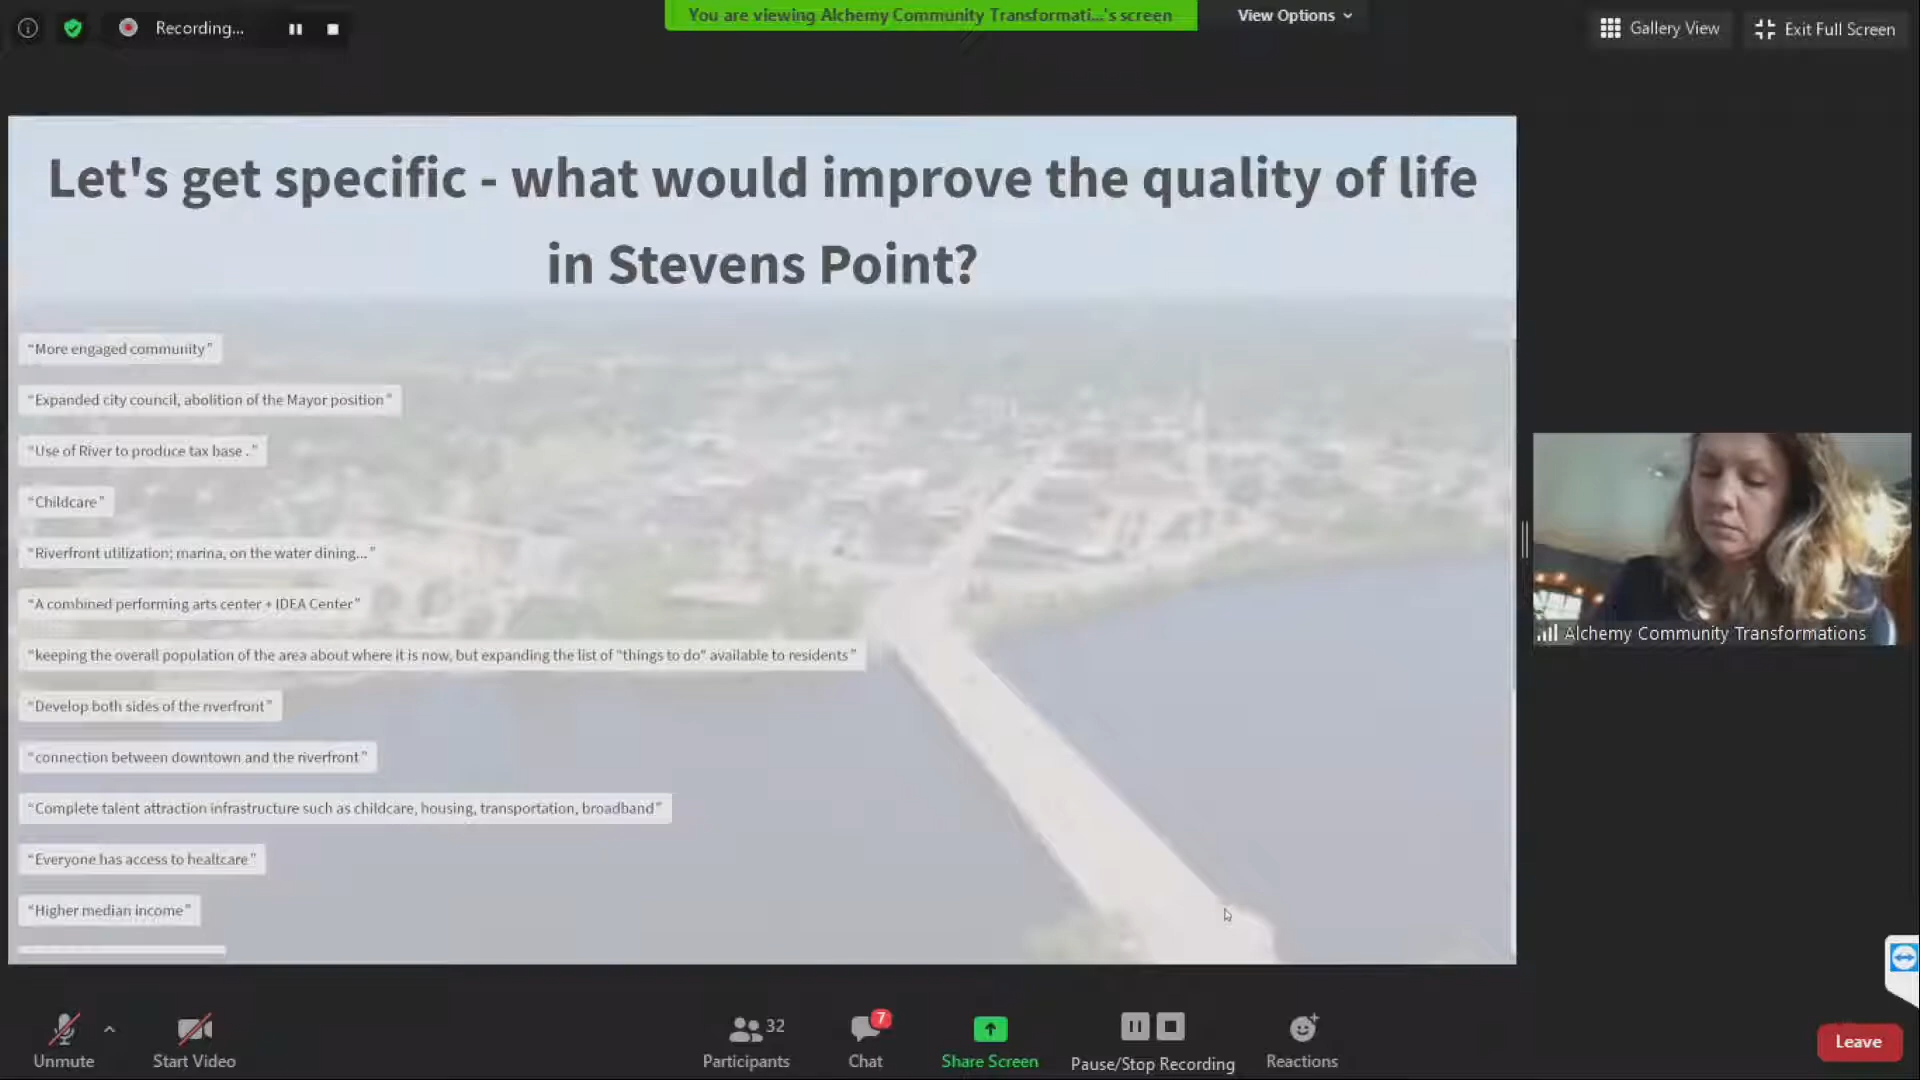 Recording...
You are viewing Alchemy Community Transformati...'s screen
View Options
Gallery View
Exit Full Screen
Let's get specific - what would improve the quality of life
in Stevens Point?
“More engaged community”
“Expanded city council, abolition of the Mayor position”
“Use of River to produce tax base .”
“Childcare”
“Riverfront utilization; marina, on the water dining...”
“A combined performing arts center + IDEA Center”
“keeping the overall population of the area about where it is now, but expanding the list of "things to do" available to residents”
“Develop both sides of the rverfront”
“connection between downtown and the riverfront”
“Complete talent attraction infrastructure such as childcare, housing, transportation, broadband”
“Everyone has access to healtcare”
“Higher median income”
Alchemy Community Transformations
Unmute
Start Video
32
Participants
7
Chat
Share Screen
Pause/Stop Recording
Reactions
Leave